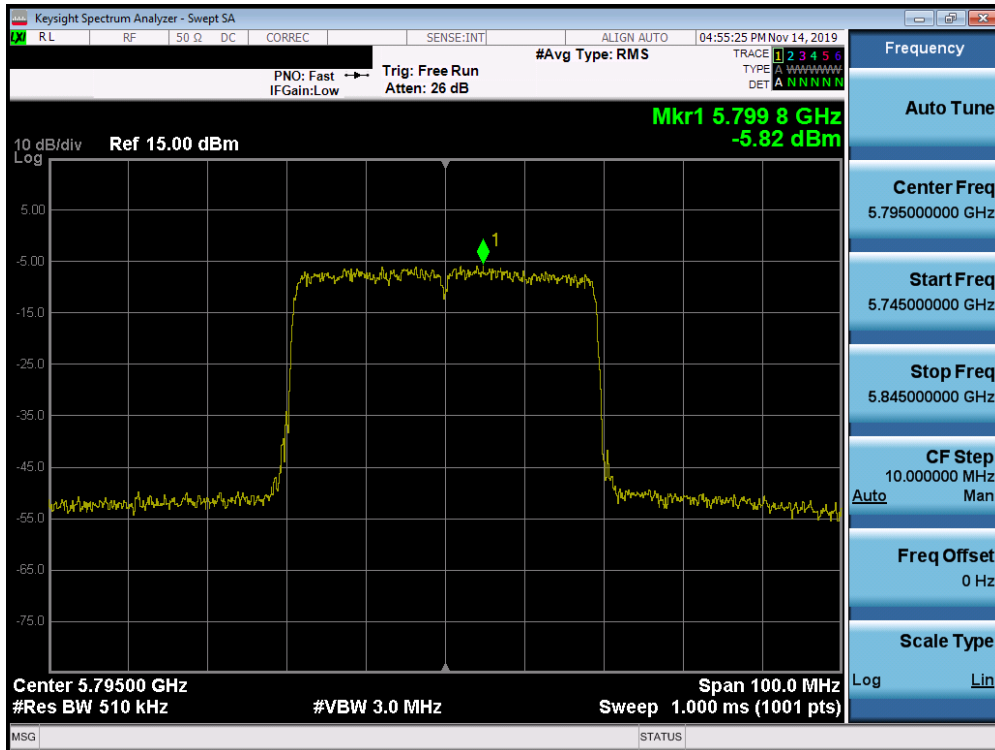 Keysight Spectrum Analyzer - Swept SA
LXI RL RF 50 Ω DC CORREC SENSE:INT ALIGN AUTO 04:55:25 PM Nov 14, 2019
#Avg Type: RMS TRACE 1 2 3 4 5 6
PNO: Fast Trig: Free Run TYPE A WWWWW
IFGain:Low Atten: 26 dB DET A N N N N N
Mkr1 5.799 8 GHz
-5.82 dBm
10 dB/div Ref 15.00 dBm
Log
5.00
-5.00
1
-15.0
-25.0
-35.0
-45.0
-55.0
-65.0
-75.0
Center 5.79500 GHz Span 100.0 MHz
#Res BW 510 kHz #VBW 3.0 MHz Sweep 1.000 ms (1001 pts)
MSG STATUS
Frequency
Auto Tune
Center Freq
5.795000000 GHz
Start Freq
5.745000000 GHz
Stop Freq
5.845000000 GHz
CF Step
10.000000 MHz
Auto Man
Freq Offset
0 Hz
Scale Type
Log Lin